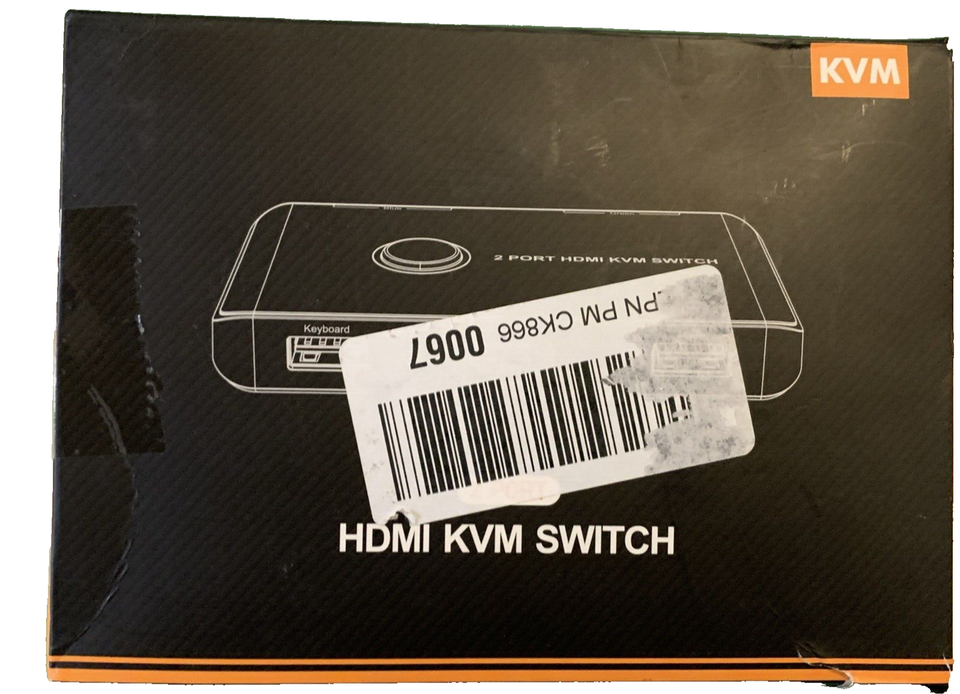 KVM
2 PORT HDMI KVM SWITCH
Keyboard
PN PM CK866 0067
HDMI KVM SWITCH